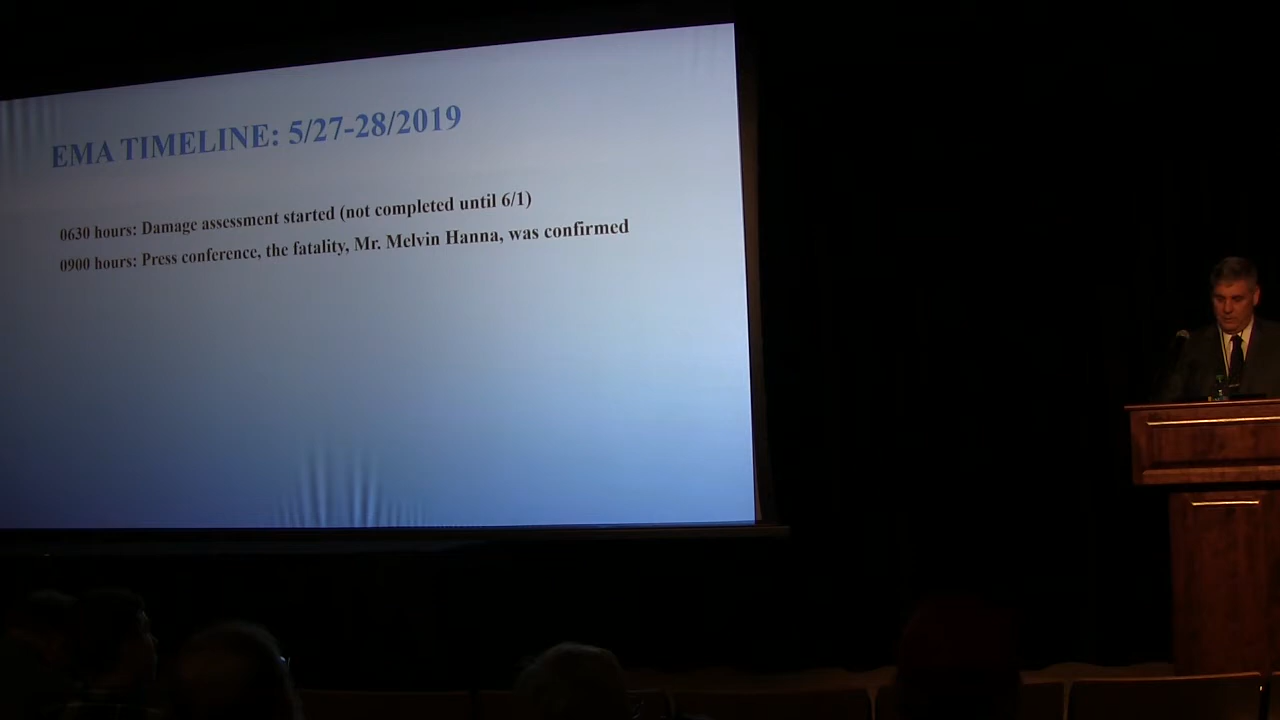 EMA TIMELINE: 5/27-28/2019
0630 hours: Damage assessment started (not completed until 6/1)
0900 hours: Press conference, the fatality, Mr. Melvin Hanna, was confirmed